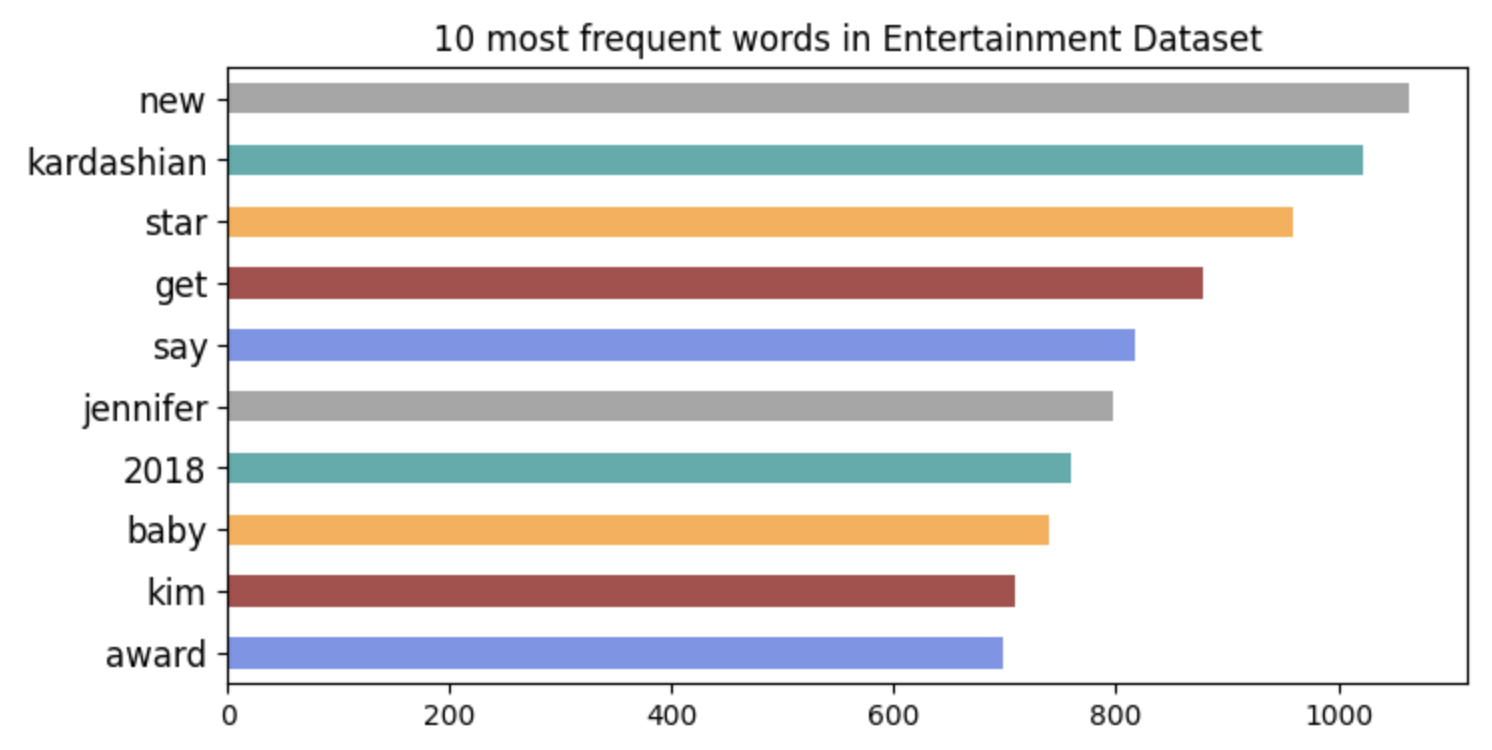 10 most frequent words in Entertainment Dataset
new
kardashian
star
get
say
jennifer
2018
baby
kim
award
0 200 400 600 800 1000